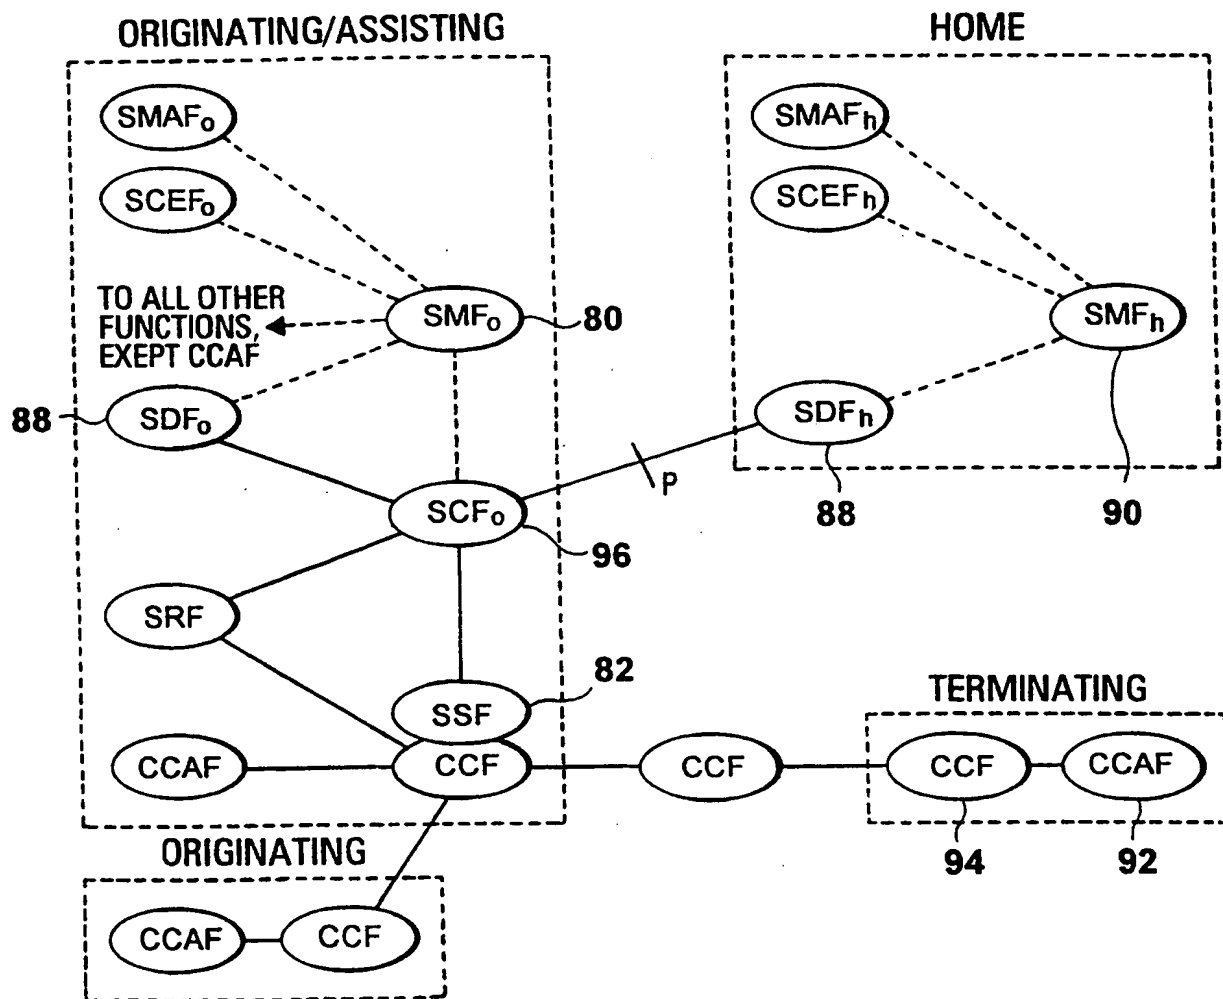 ORIGINATING/ASSISTING
HOME
SMAFo
SMAFh
SCEFo
SCEFh
TO ALL OTHER
FUNCTIONS,
EXEPT CCAF
SMFo
80
SMFh
88
SDFo
SDFh
P
SCFo
88
90
96
SRF
82
SSF
TERMINATING
CCAF
CCF
CCF
CCF
CCAF
94
92
ORIGINATING
CCAF
CCF